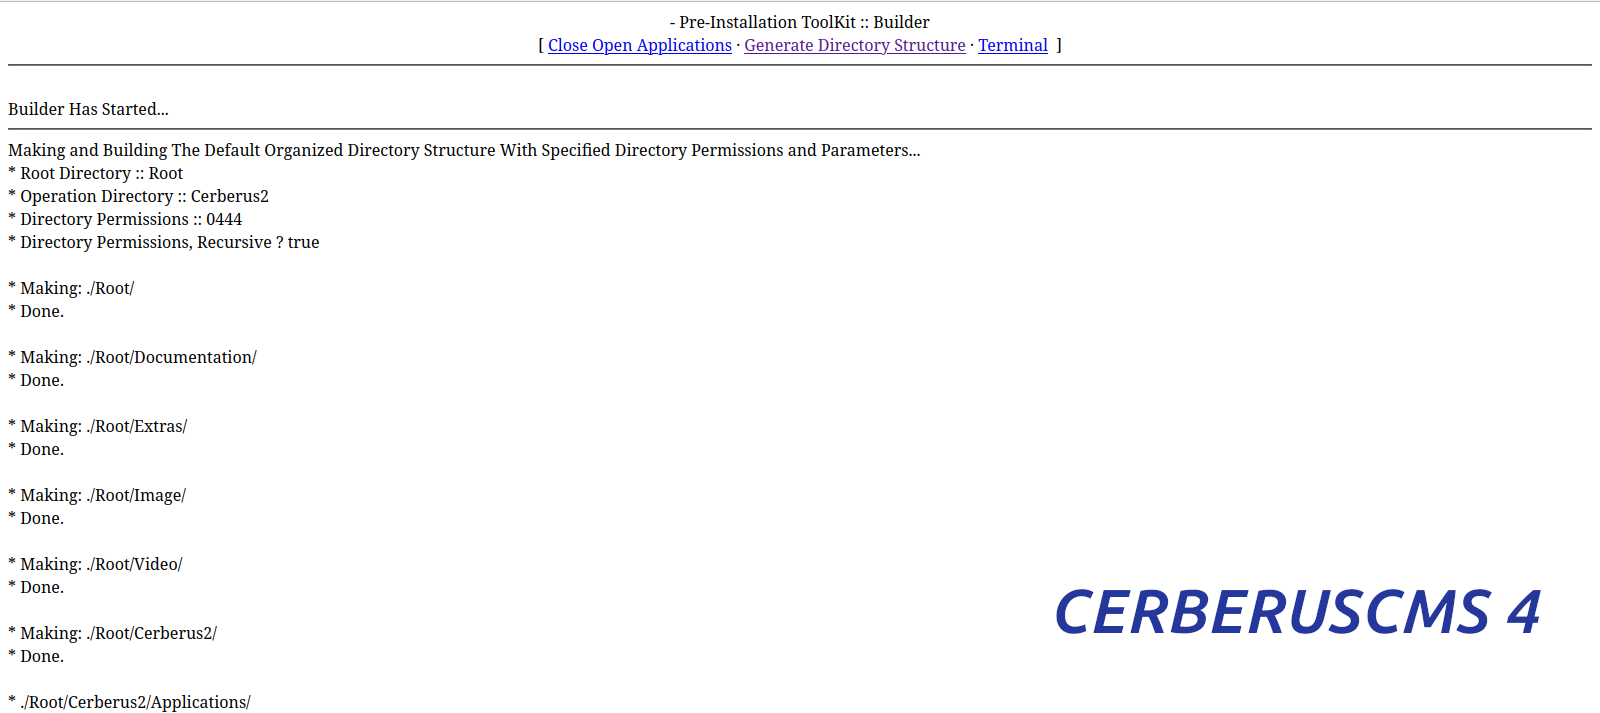 - Pre-Installation ToolKit :: Builder
[ Close Open Applications · Generate Directory Structure · Terminal ]
Builder Has Started...
Making and Building The Default Organized Directory Structure With Specified Directory Permissions and Parameters...
* Root Directory :: Root
* Operation Directory :: Cerberus2
* Directory Permissions :: 0444
* Directory Permissions, Recursive ? true
* Making: ./Root/
* Done.
* Making: ./Root/Documentation/
* Done.
* Making: ./Root/Extras/
* Done.
* Making: ./Root/Image/
* Done.
* Making: ./Root/Video/
* Done.
* Making: ./Root/Cerberus2/
* Done.
* ./Root/Cerberus2/Applications/
CERBERUSCMS 4